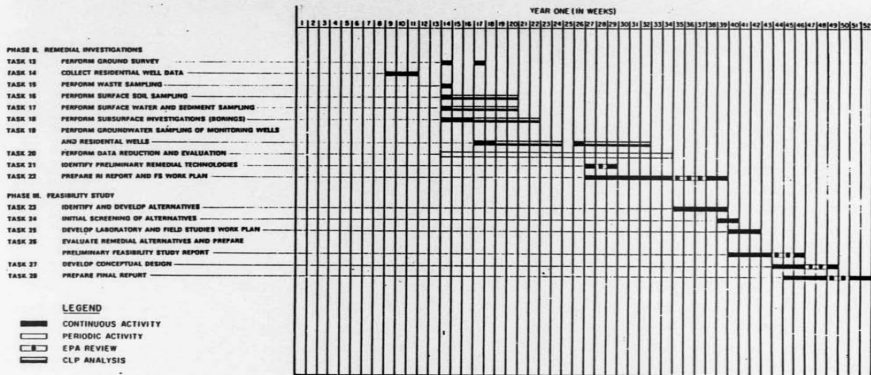 YEAR ONE (IN WEEKS)
1 2 3 4 5 6 7 8 9 10 11 12 13 14 15 16 17 18 19 20 21 22 23 24 25 26 27 28 29 30 31 32 33 34 35 36 37 38 39 40 41 42 43 44 45 46 47 48 49 50 51 52
PHASE II. REMEDIAL INVESTIGATIONS
TASK 13 PERFORM GROUND SURVEY
TASK 14 COLLECT RESIDENTIAL WELL DATA
TASK 15 PERFORM WASTE SAMPLING
TASK 16 PERFORM SURFACE SOIL SAMPLING
TASK 17 PERFORM SURFACE WATER AND SEDIMENT SAMPLING
TASK 18 PERFORM SUBSURFACE INVESTIGATIONS (BORINGS)
TASK 19 PERFORM GROUNDWATER SAMPLING OF MONITORING WELLS
AND RESIDENTAL WELLS
TASK 20 PERFORM DATA REDUCTION AND EVALUATION
TASK 21 IDENTIFY PRELIMINARY REMEDIAL TECHNOLOGIES
TASK 22 PREPARE RI REPORT AND FS WORK PLAN
PHASE III. FEASIBILITY STUDY
TASK 23 IDENTIFY AND DEVELOP ALTERNATIVES
TASK 24 INITIAL SCREENING OF ALTERNATIVES
TASK 25 DEVELOP LABORATORY AND FIELD STUDIES WORK PLAN
TASK 26 EVALUATE REMEDIAL ALTERNATIVES AND PREPARE
PRELIMINARY FEASIBILITY STUDY REPORT
TASK 27 DEVELOP CONCEPTUAL DESIGN
TASK 28 PREPARE FINAL REPORT
LEGEND
CONTINUOUS ACTIVITY
PERIODIC ACTIVITY
EPA REVIEW
CLP ANALYSIS